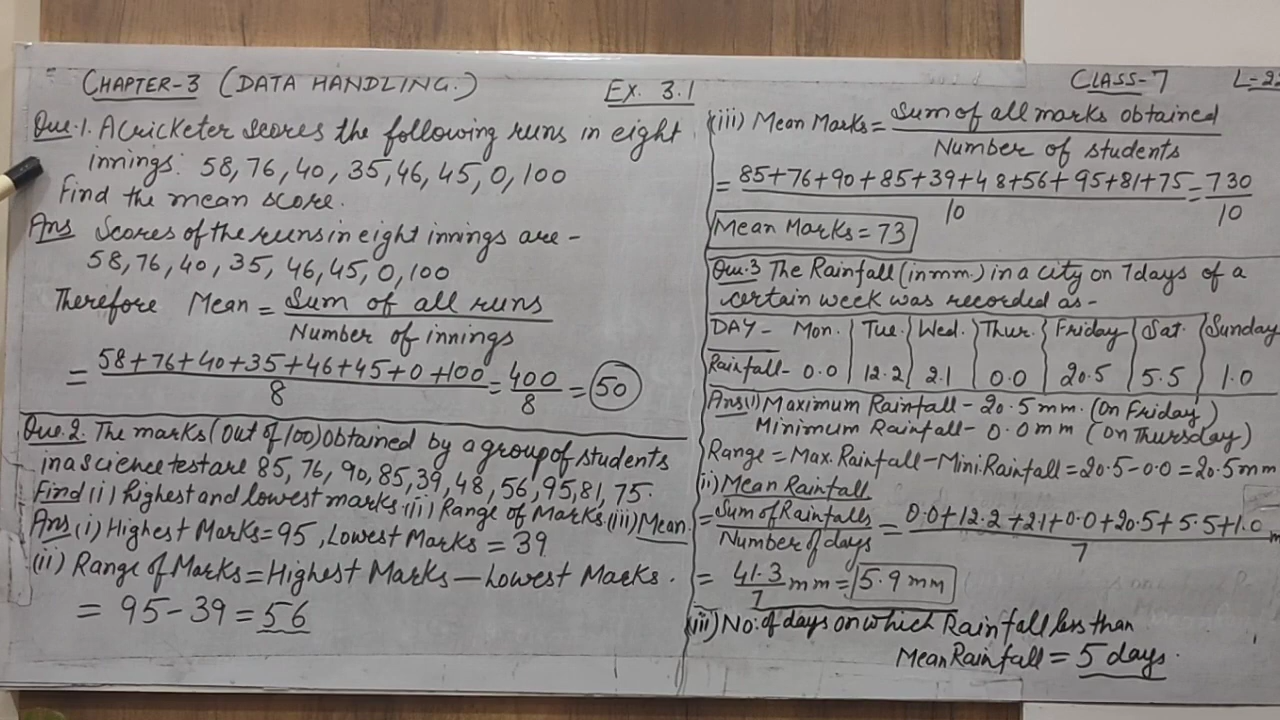 CHAPTER-3 (DATA HANDLING.)
EX. 3.1
Que.1. A Cricketer scores the following runs in eight
innings: 58, 76, 40, 35, 46, 45, 0, 100
Find the mean score.
Ans Scores of the runs in eight innings are -
58, 76, 40, 35, 46, 45, 0, 100
Therefore Mean = Sum of all runs
Number of innings
= 58+76+40+35+46+45+0+100 = 400 = 50
8 8
Que.2. The marks (out of 100) obtained by a group of students
in a science test are 85, 76, 90, 85, 39, 48, 56, 95, 81, 75.
Find (i) highest and lowest marks. (ii) Range of Marks. (iii) Mean
Ans (i) Highest Marks = 95, Lowest Marks = 39
(ii) Range of Marks = Highest Marks - Lowest Marks.
= 95-39 = 56
CLASS-7
(iii) Mean Marks = Sum of all marks obtained
Number of students
= 85+76+90+85+39+48+56+95+81+75 = 730
10 10
Mean Marks = 73
Que.3 The Rainfall (in mm.) in a city on 7 days of a
certain week was recorded as -
DAY - Mon. Tue. Wed. Thur. Friday Sat. Sunday
Rainfall - 0.0 12.2 2.1 0.0 20.5 5.5 1.0
Ans (i) Maximum Rainfall - 20.5 mm. (On Friday)
Minimum Rainfall - 0.0 mm (On Thursday)
Range = Max. Rainfall - Mini. Rainfall = 20.5-0.0 = 20.5 mm
(ii) Mean Rainfall
= Sum of Rainfalls = 0.0+12.2+21+0.0+20.5+5.5+1.0
Number of days 7
= 41.3 mm = 5.9 mm
7
(iii) No: of days on which Rainfall less than
Mean Rainfall = 5 days.